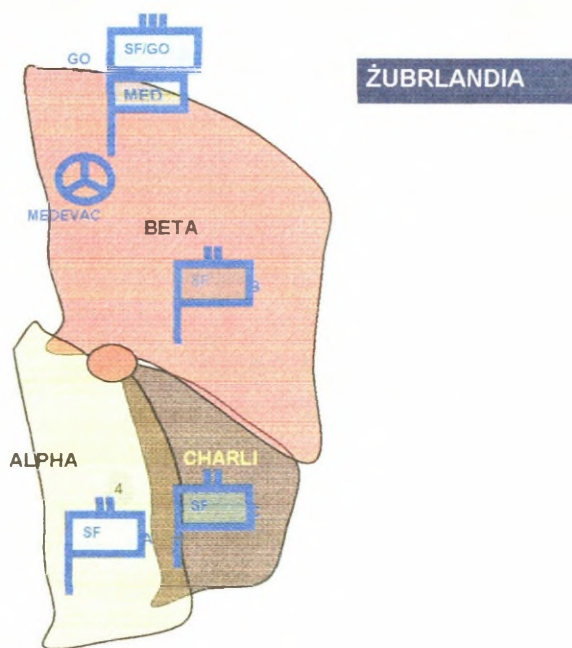 SF/GO
GO
MED
ŻUBRLANDIA
MEDEVAC
BETA
SF
B
ALPHA
CHARLI
4
SF
C
SF
A